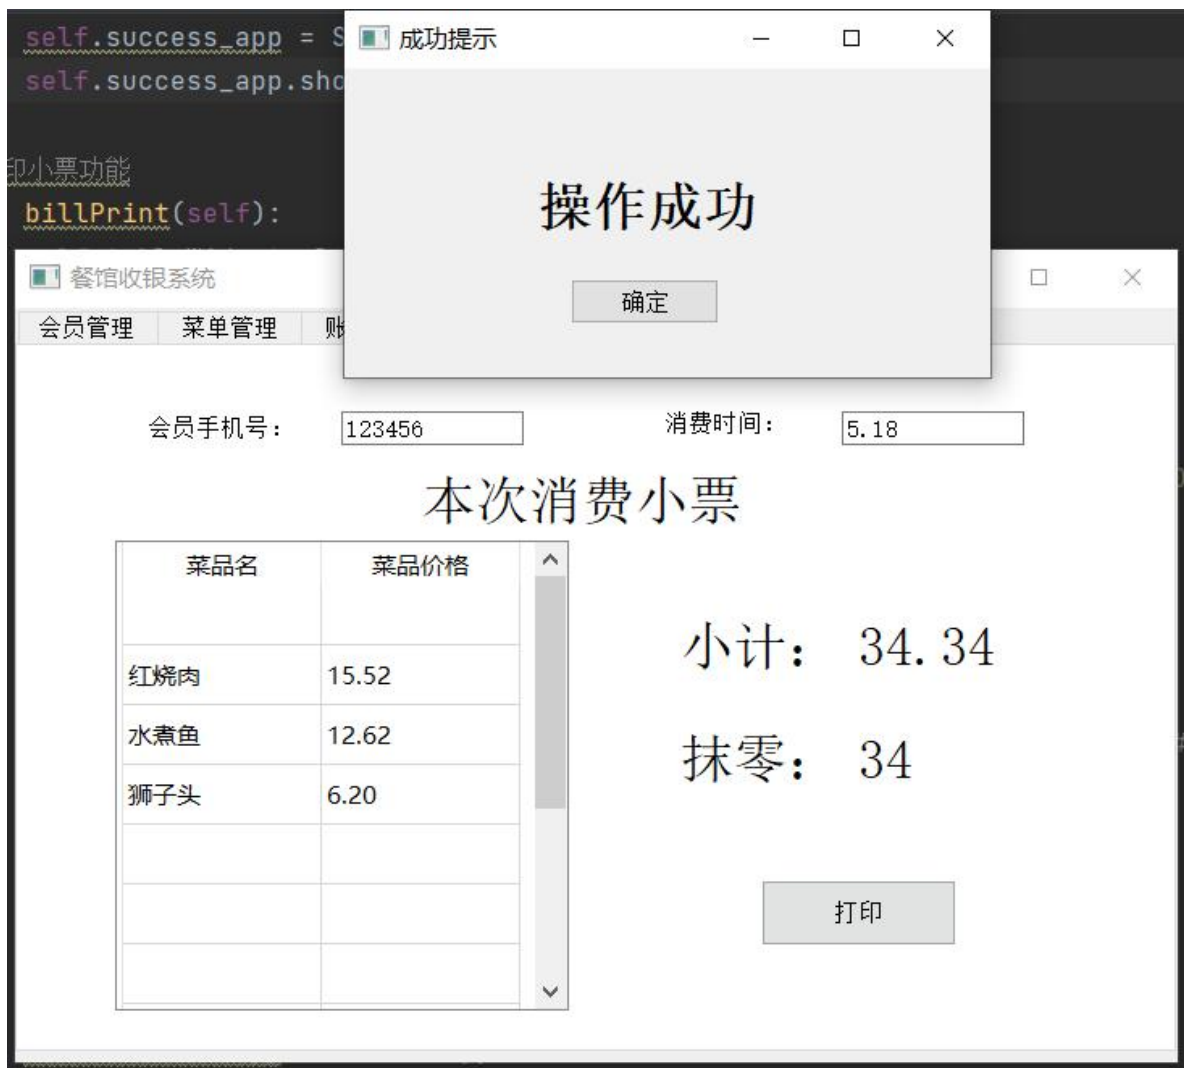 self.success_app = S
self.success_app.sho
印小票功能
billPrint(self):
成功提示
操作成功
确定
餐馆收银系统
会员管理 菜单管理 账
会员手机号: 123456 消费时间: 5.18
本次消费小票
菜品名 菜品价格
红烧肉 15.52
水煮鱼 12.62
狮子头 6.20
小计: 34.34
抹零: 34
打印